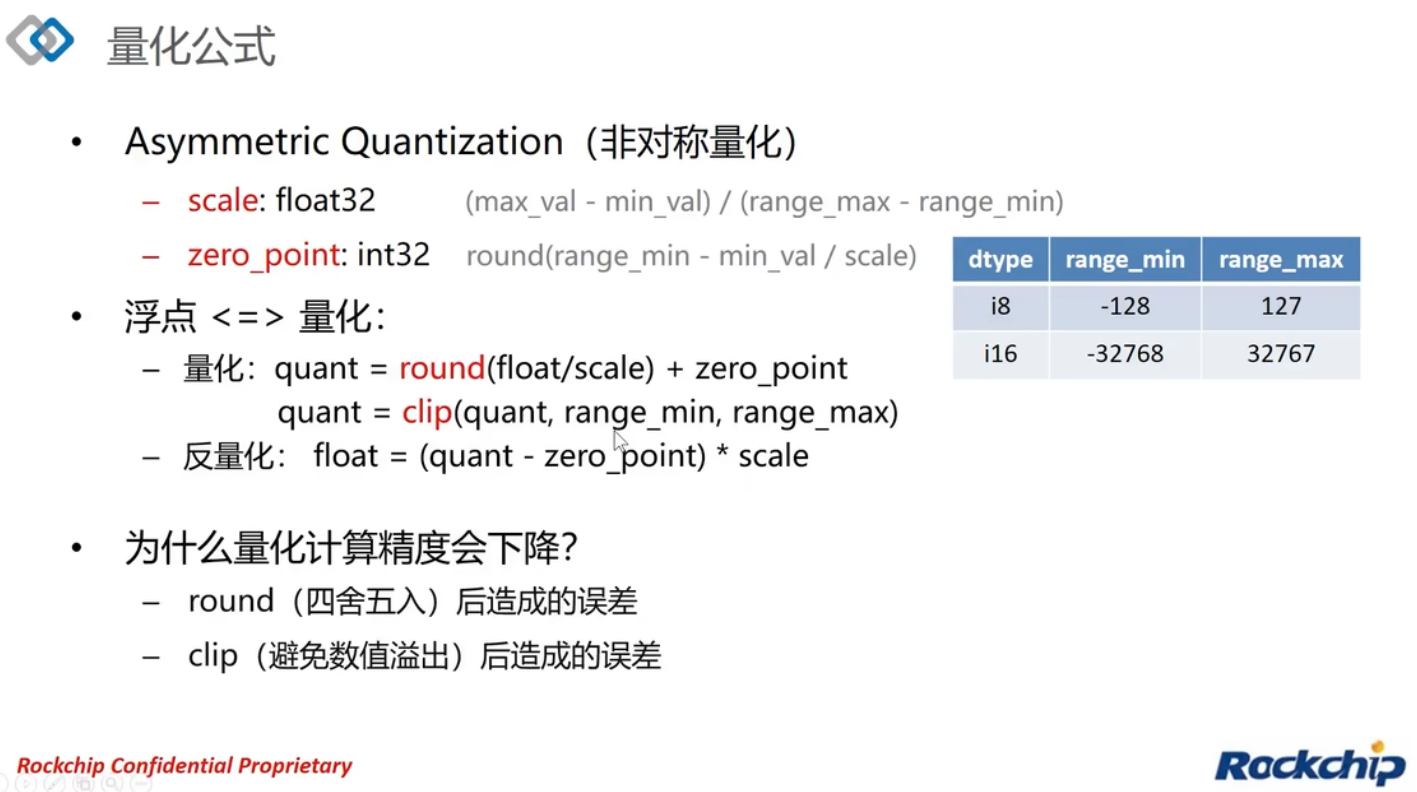 量化公式
• Asymmetric Quantization（非对称量化）
– scale: float32 (max_val - min_val) / (range_max - range_min)
– zero_point: int32 round(range_min - min_val / scale)
dtype range_min range_max
i8 -128 127
i16 -32768 32767
• 浮点 <=> 量化：
– 量化：quant = round(float/scale) + zero_point
quant = clip(quant, range_min, range_max)
– 反量化： float = (quant - zero_point) * scale
• 为什么量化计算精度会下降？
– round（四舍五入）后造成的误差
– clip（避免数值溢出）后造成的误差
Rockchip Confidential Proprietary
Rockchip